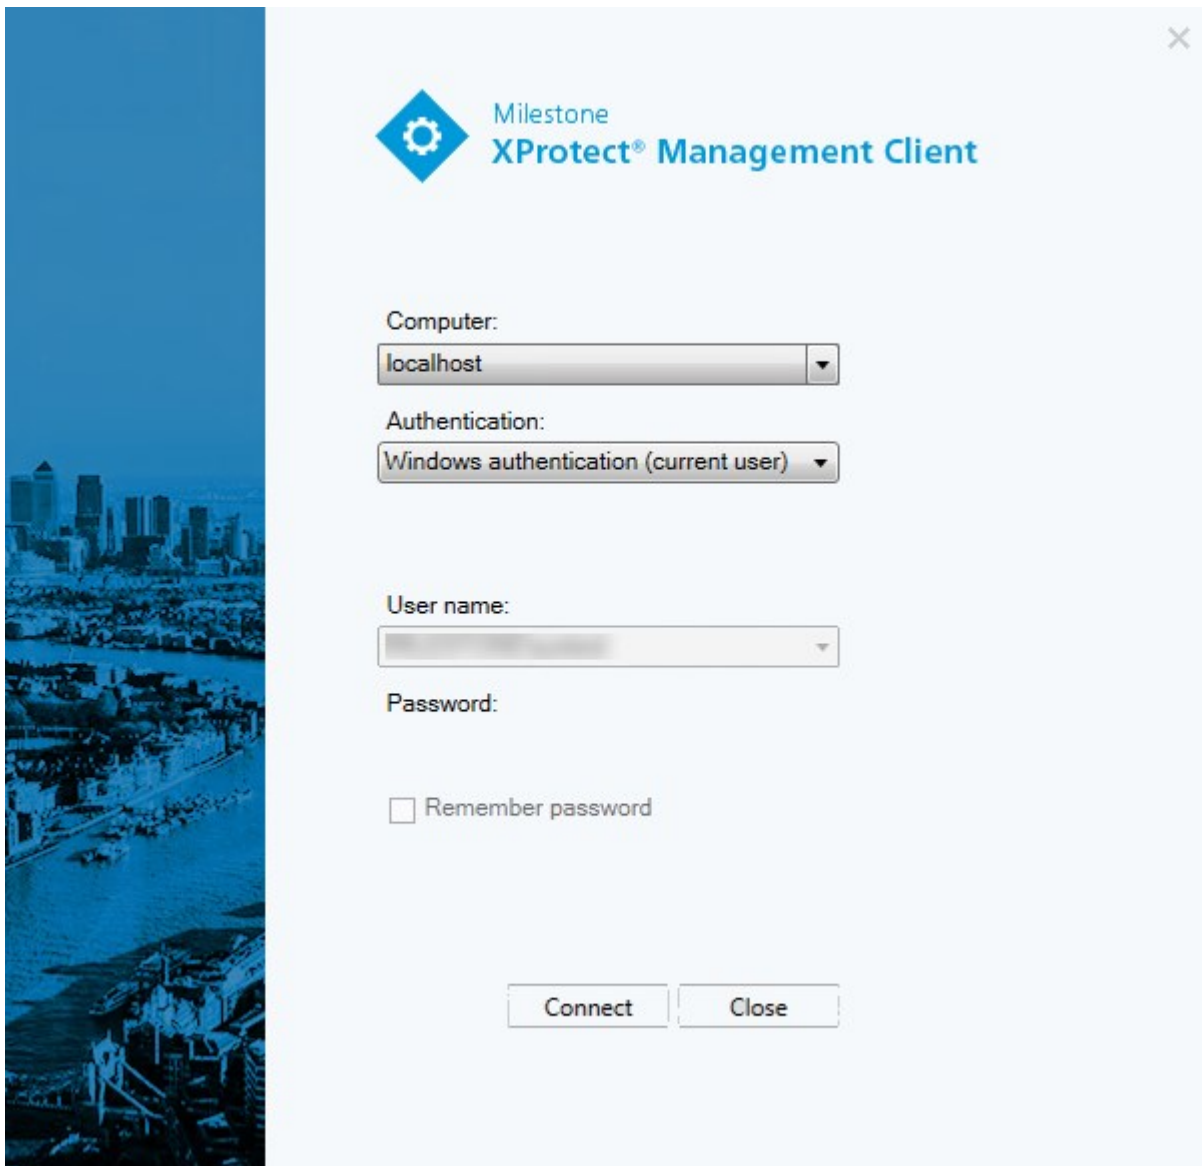 Milestone
XProtect® Management Client
Computer:
localhost
Authentication:
Windows authentication (current user)
User name:
Password:
Remember password
Connect
Close